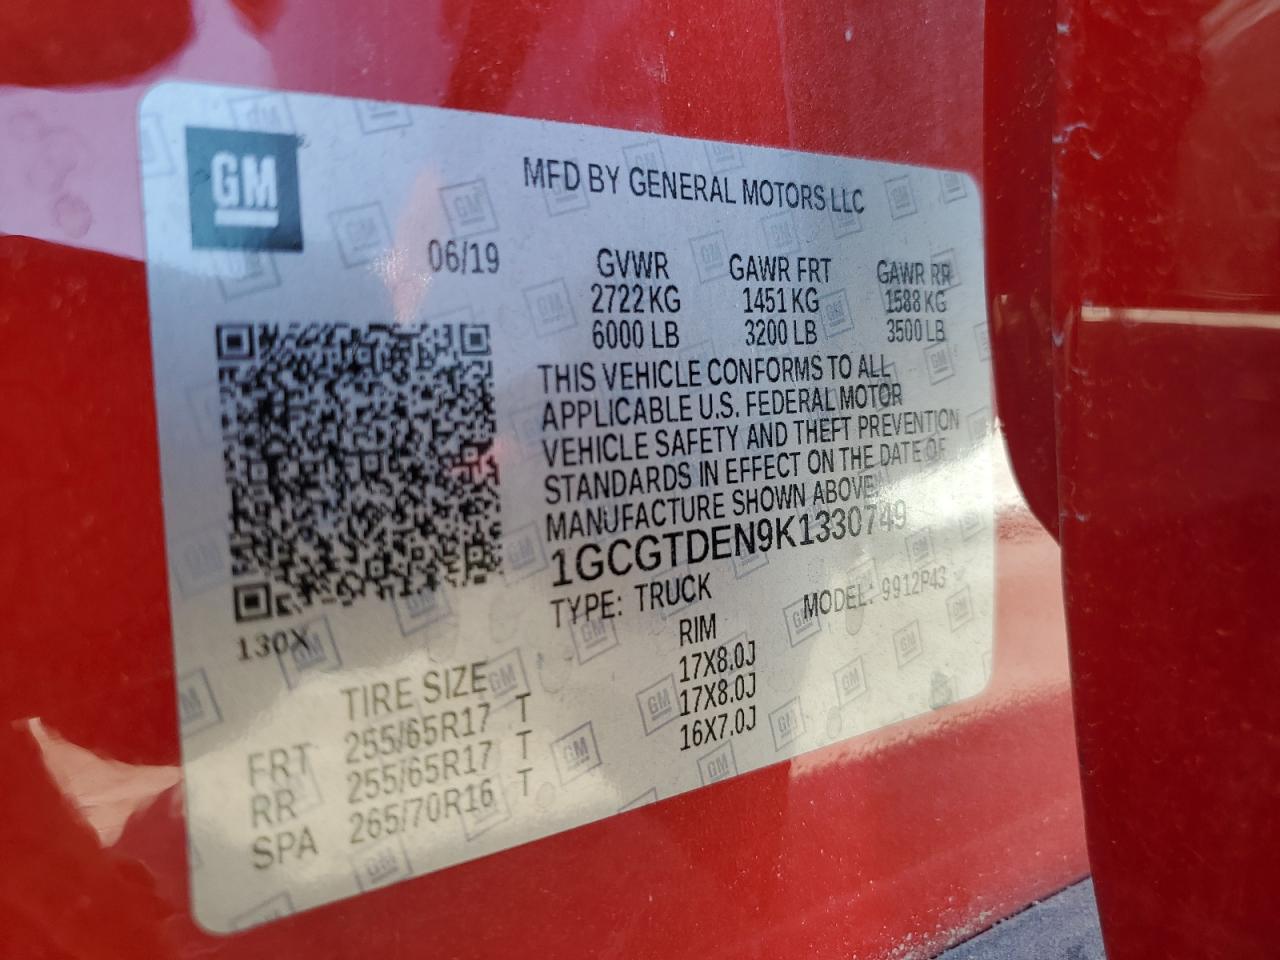 GM
MFD BY GENERAL MOTORS LLC
06/19
GVWR GAWR FRT GAWR RR
2722 KG 1451 KG 1588 KG
6000 LB 3200 LB 3500 LB
THIS VEHICLE CONFORMS TO ALL
APPLICABLE U.S. FEDERAL MOTOR
VEHICLE SAFETY AND THEFT PREVENTION
STANDARDS IN EFFECT ON THE DATE OF
MANUFACTURE SHOWN ABOVE
1GCGTDEN9K1330749
TYPE: TRUCK MODEL: 9912P43
130X
TIRE SIZE RIM
FRT 255/65R17 T 17X8.0J
RR 255/65R17 T 17X8.0J
SPA 265/70R16 T 16X7.0J